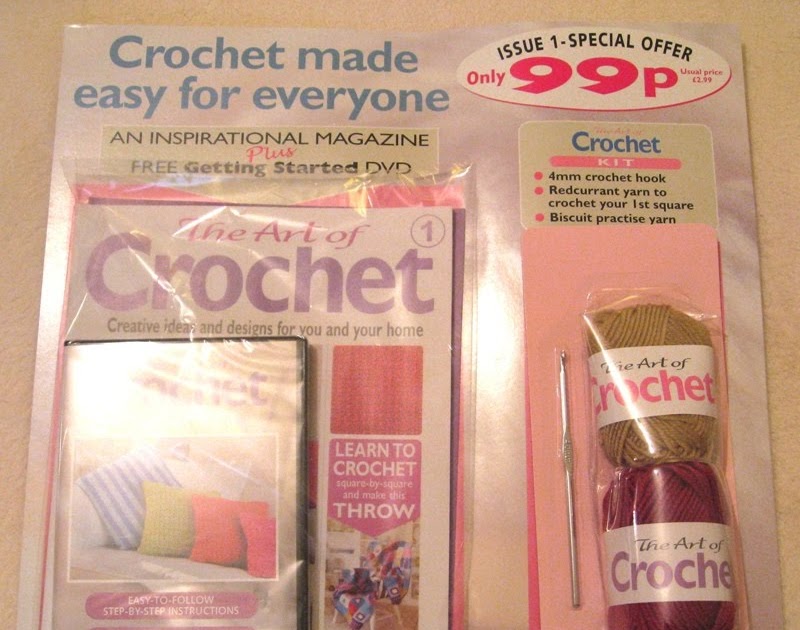 Crochet made
easy for everyone
ISSUE 1-SPECIAL OFFER
Only 99p
Usual price
£2.99
AN INSPIRATIONAL MAGAZINE
Plus
FREE Getting Started DVD
The Art of
Crochet
KIT
4mm crochet hook
Redcurrant yarn to
crochet your 1st square
Biscuit practise yarn
The Art of
Crochet
1
Creative ideas and designs for you and your home
Crochet
LEARN TO
CROCHET
square-by-square
and make this
THROW
EASY-TO-FOLLOW
STEP-BY-STEP INSTRUCTIONS
The Art of
Crochet
The Art of
Croche